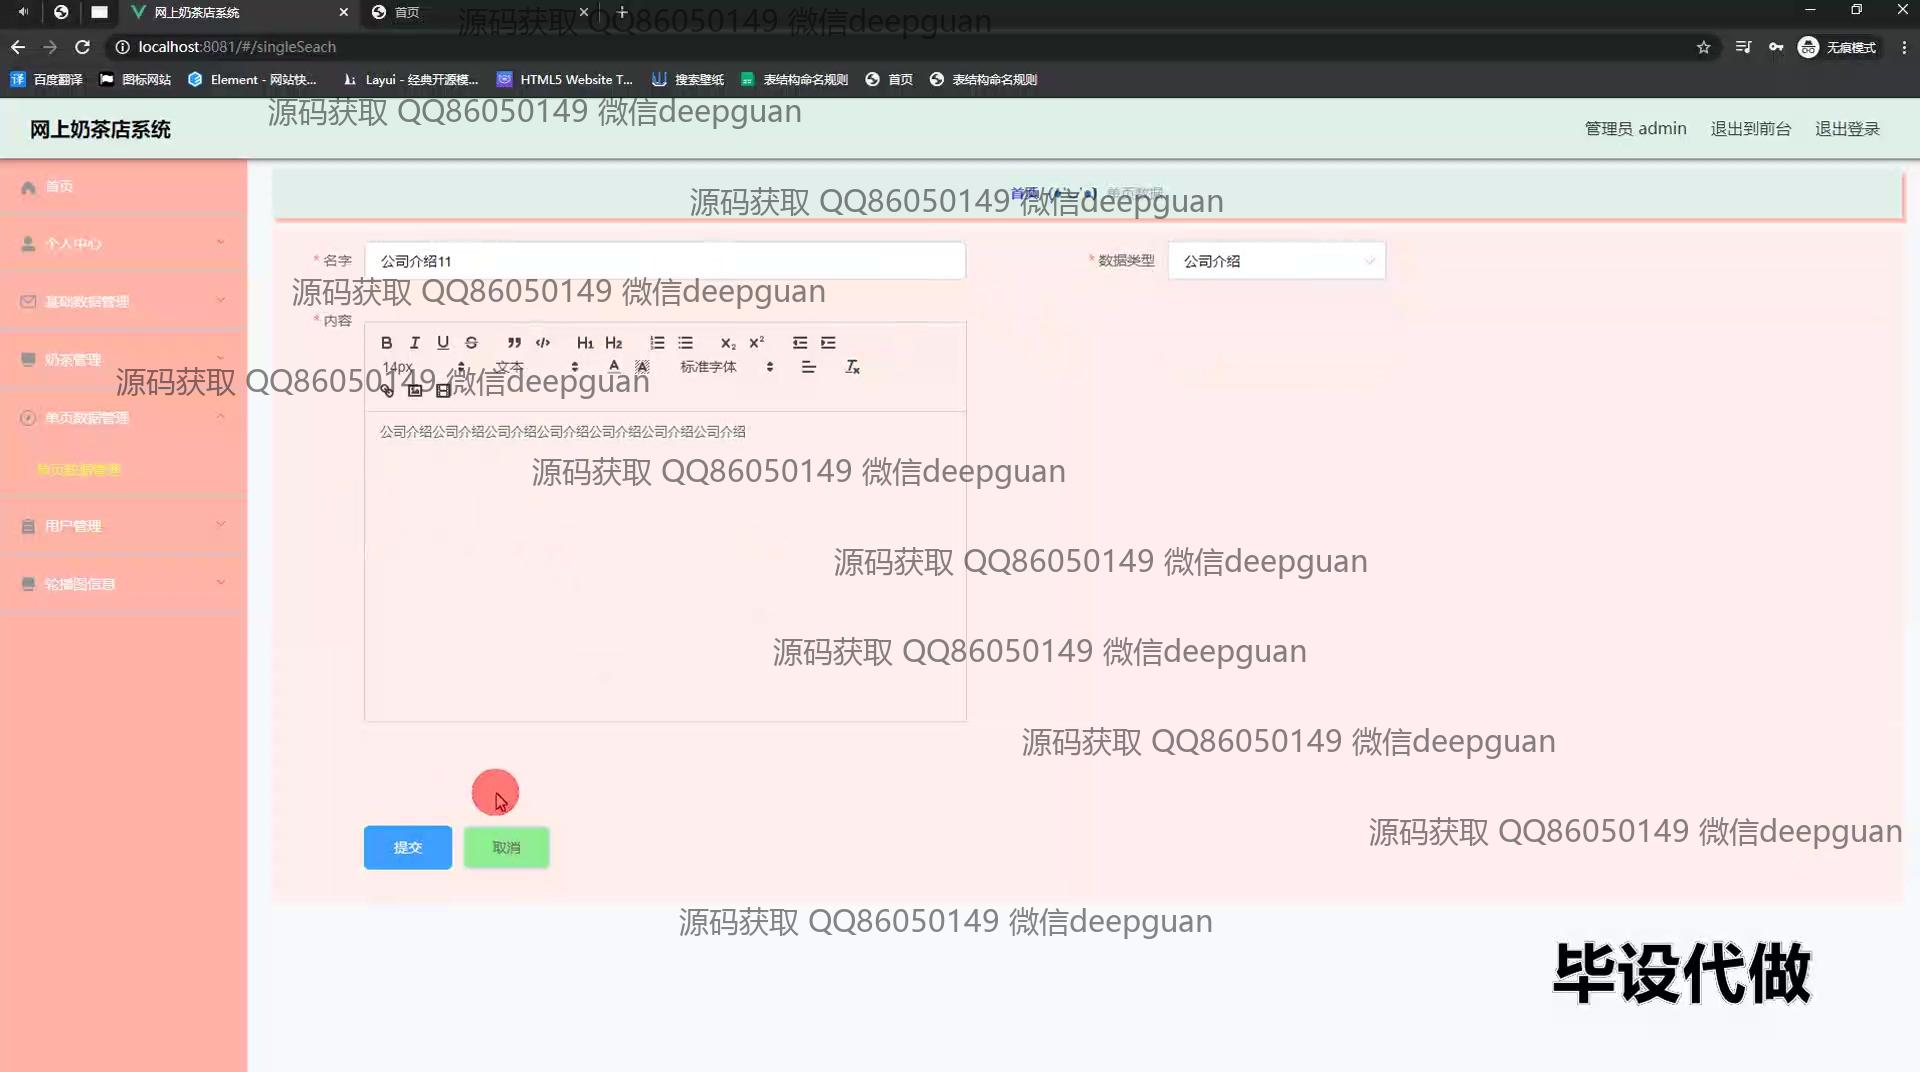 网上奶茶店系统
首页
源码获取 QQ86050149 微信deepguan
localhost:8081/#/singleSeach
无痕模式
百度翻译
图标网站
Element - 网站快...
Layui - 经典开源模...
HTML5 Website T...
搜索壁纸
表结构命名规则
首页
表结构命名规则
源码获取 QQ86050149 微信deepguan
网上奶茶店系统
管理员 admin
退出到前台
退出登录
首页
个人中心
基础数据管理
奶茶管理
单页数据管理
单页数据管理
用户管理
轮播图信息
首页
单页数据
源码获取 QQ86050149 微信deepguan
* 名字
公司介绍11
* 数据类型
公司介绍
源码获取 QQ86050149 微信deepguan
* 内容
B I U S
H1 H2
X2 X2
14px
文本
标准字体
源码获取 QQ86050149 微信deepguan
公司介绍公司介绍公司介绍公司介绍公司介绍公司介绍公司介绍
源码获取 QQ86050149 微信deepguan
源码获取 QQ86050149 微信deepguan
源码获取 QQ86050149 微信deepguan
源码获取 QQ86050149 微信deepguan
源码获取 QQ86050149 微信deepguan
提交
取消
源码获取 QQ86050149 微信deepguan
毕设代做